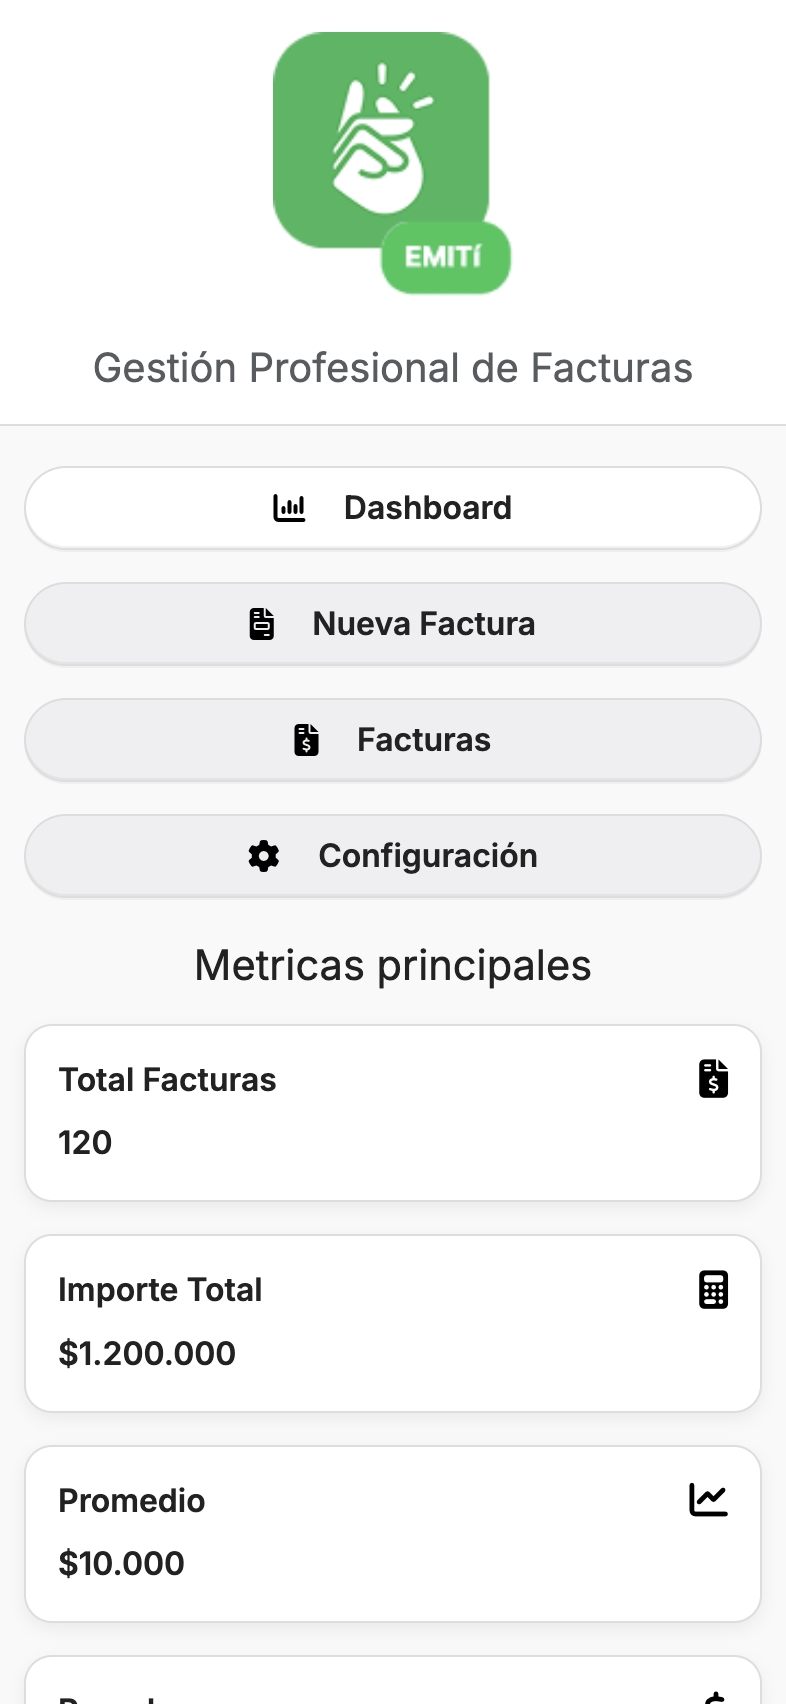 EMITÍ
Gestión Profesional de Facturas
Dashboard
Nueva Factura
Facturas
Configuración
Metricas principales
Total Facturas
120
Importe Total
$1.200.000
Promedio
$10.000